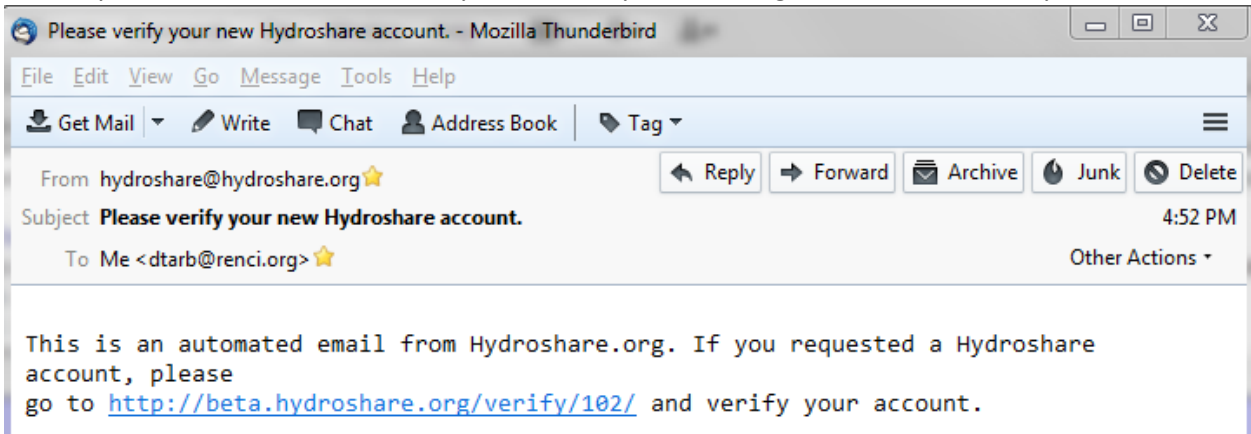 Please verify your new Hydroshare account. - Mozilla Thunderbird
File Edit View Go Message Tools Help
Get Mail Write Chat Address Book Tag
From hydroshare@hydroshare.org Reply Forward Archive Junk Delete
Subject Please verify your new Hydroshare account. 4:52 PM
To Me <dtarb@renci.org> Other Actions
This is an automated email from Hydroshare.org. If you requested a Hydroshare
account, please
go to http://beta.hydroshare.org/verify/102/ and verify your account.